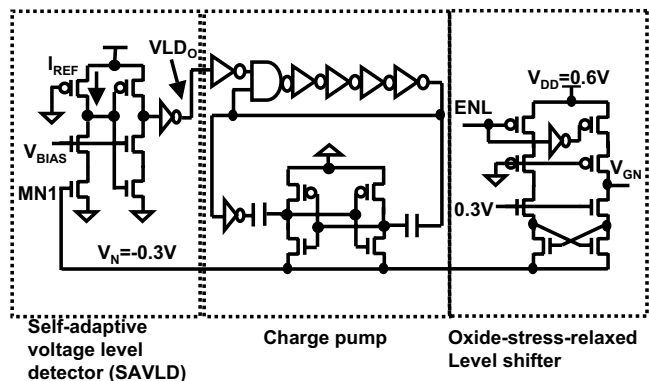 I_REF
VLD_O
V_BIAS
MN1
V_N=-0.3V
V_DD=0.6V
ENL
V_GN
0.3V
Self-adaptive
voltage level
detector (SAVLD)
Charge pump
Oxide-stress-relaxed
Level shifter